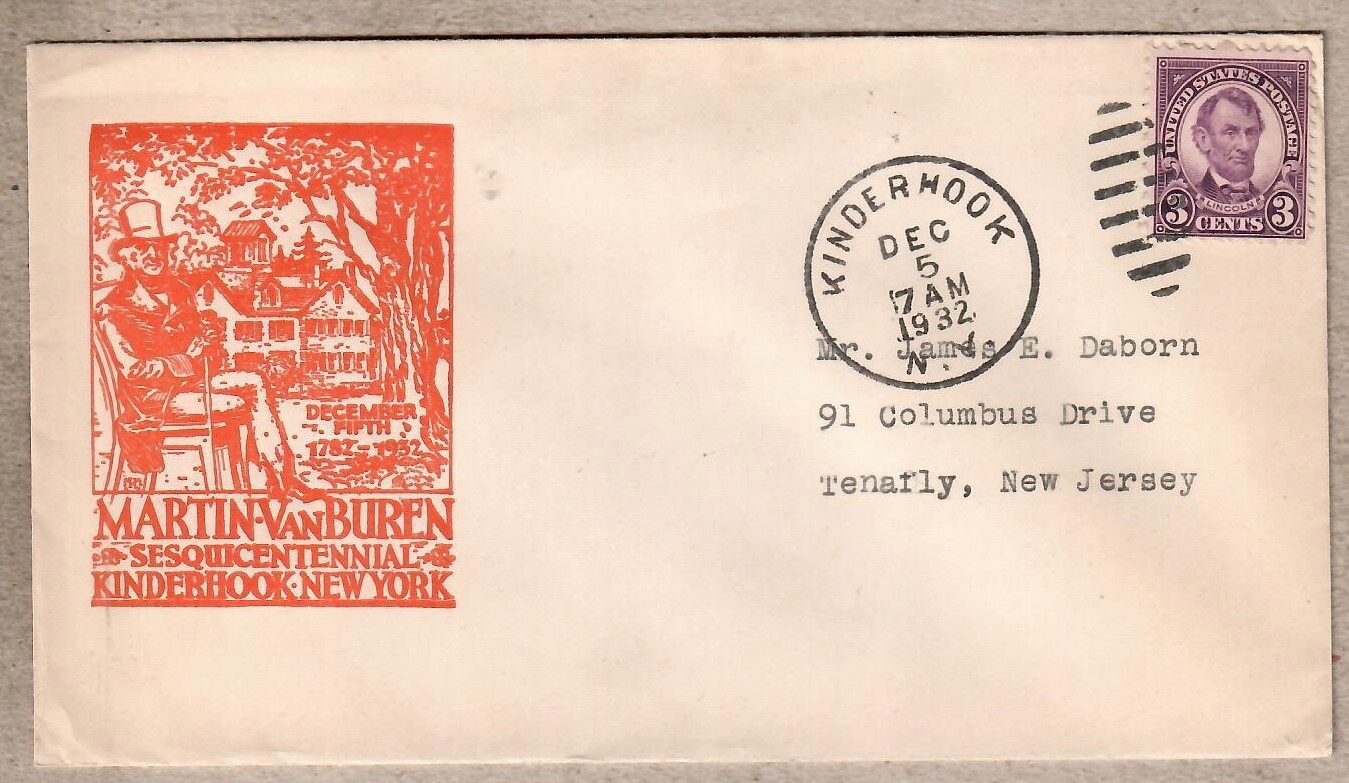 DECEMBER
FIFTH
1782-1932
MARTIN·VAN BUREN
SESQUICENTENNIAL
KINDERHOOK·NEW YORK
KINDERHOOK
DEC
5
7 AM
1932
N.Y.
UNITED STATES POSTAGE
LINCOLN
3 CENTS 3
Mr. James E. Daborn
91 Columbus Drive
Tenafly, New Jersey